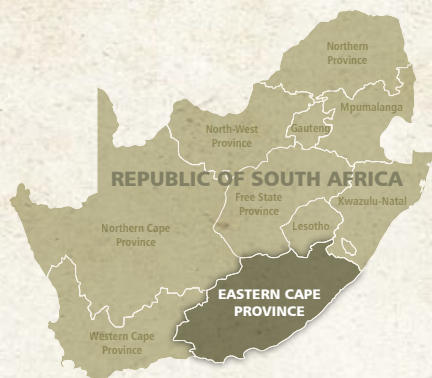 Northern
Province
Mpumalanga
Gauteng
North-West
Province
REPUBLIC OF SOUTH AFRICA
Free State
Province
Kwazulu-Natal
Lesotho
Northern Cape
Province
EASTERN CAPE
PROVINCE
Western Cape
Province